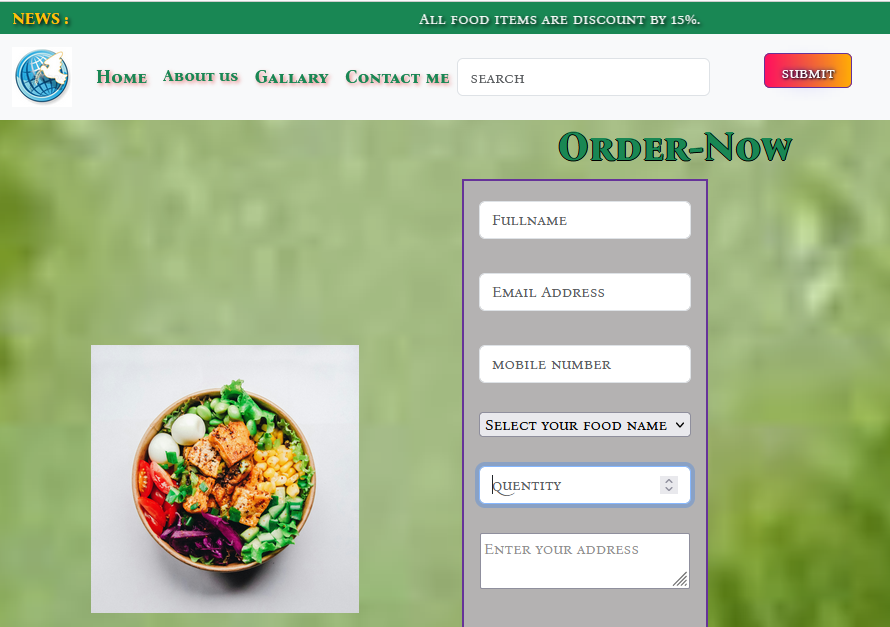 NEWS :
All food items are discount by 15%.
Home
About us
Gallary
Contact me
search
submit
Order-Now
Fullname
Email Address
mobile number
Select your food name
quentity
Enter your address